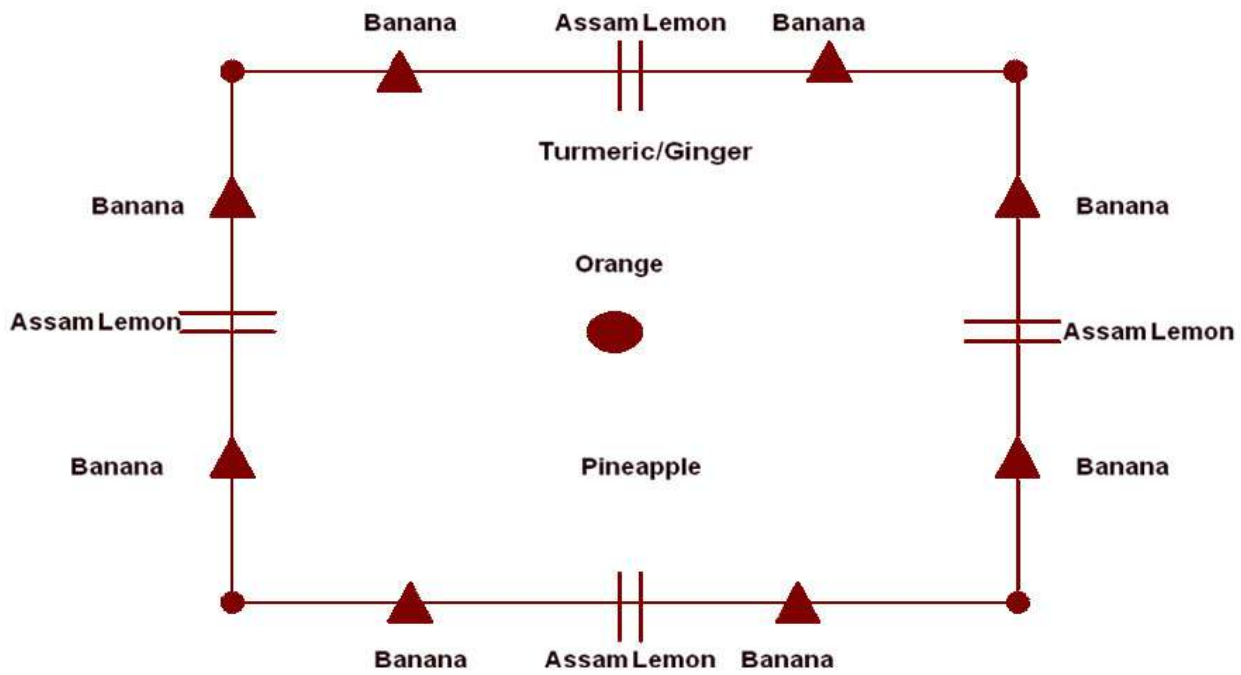 Banana Assam Lemon Banana
Turmeric/Ginger
Banana Banana
Orange
Assam Lemon Assam Lemon
Banana Pineapple Banana
Banana Assam Lemon Banana